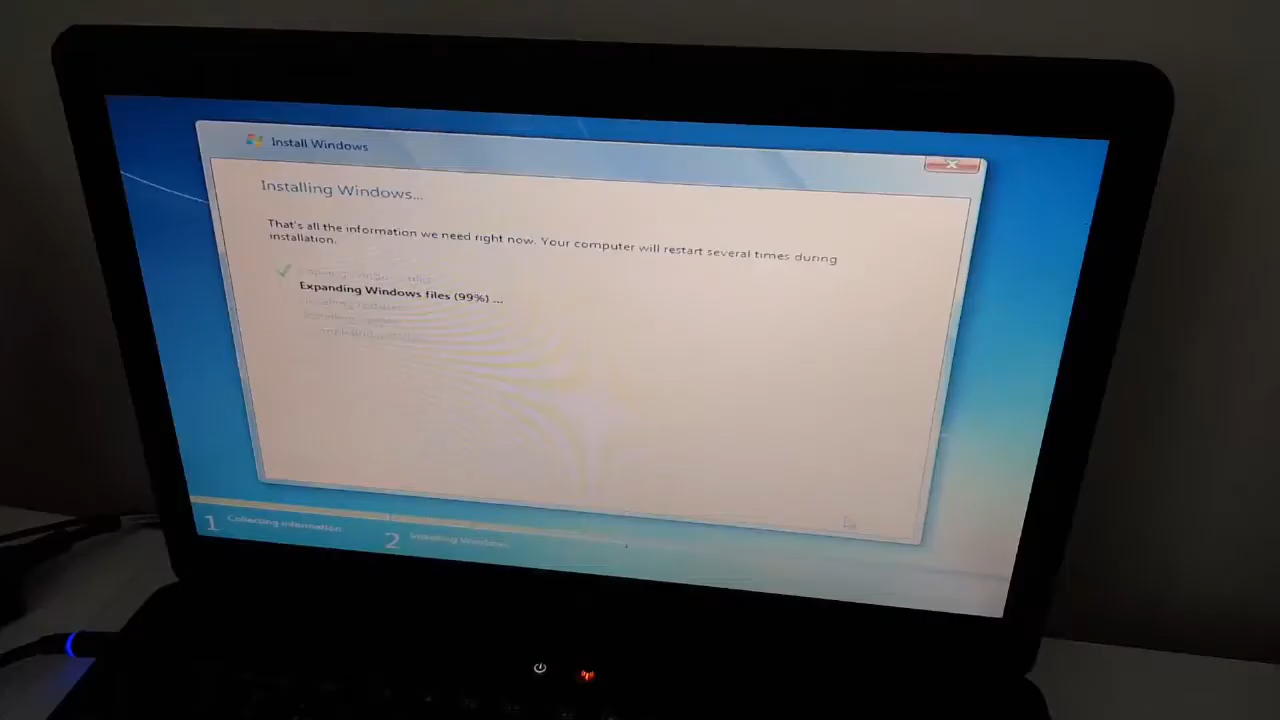 Install Windows
Installing Windows...
That's all the information we need right now. Your computer will restart several times during
installation.
Expanding Windows files (99%) ...
1 Collecting information
2 Installing Windows